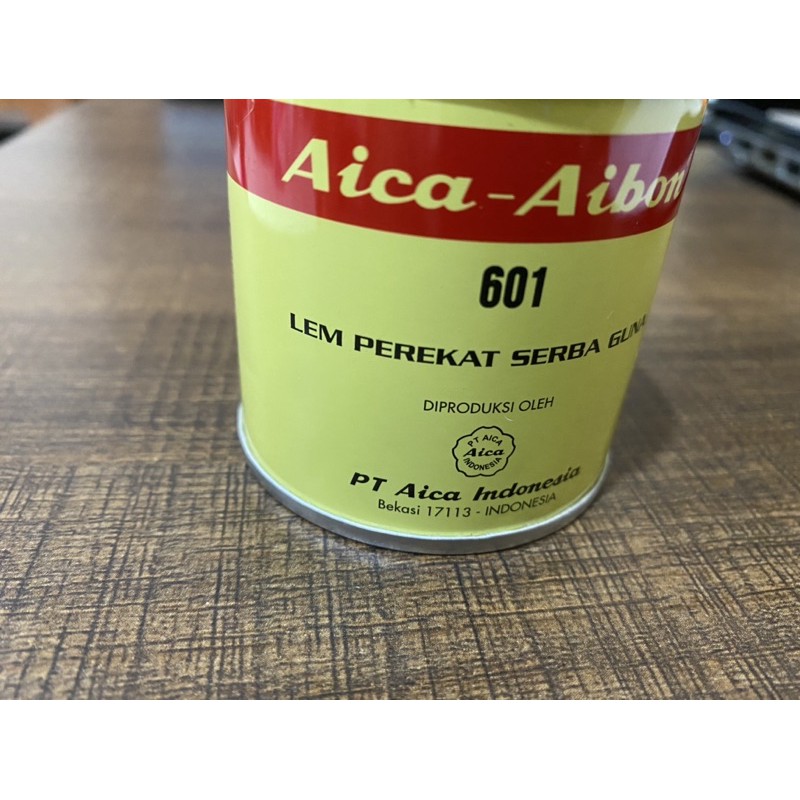 Aica-Aibon
601
LEM PEREKAT SERBA GUNA
DIPRODUKSI OLEH
PT AICA
Aica
INDONESIA
PT Aica Indonesia
Bekasi 17113 - INDONESIA